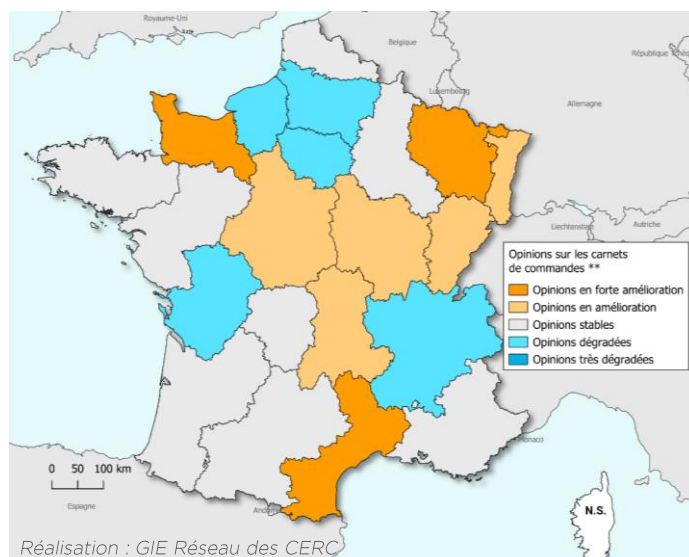 Royaume-Uni
Belgique
République Tchèq
Luxembourg
Allemagne
Liechtenstein
Autriche
Opinions sur les carnets
de commandes **
Opinions en forte amélioration
Opinions en amélioration
Opinions stables
Opinions dégradées
Opinions très dégradées
Monaco
0 50 100 km
Espagne
Andorre
N.S.
Réalisation : GIE Réseau des CERC